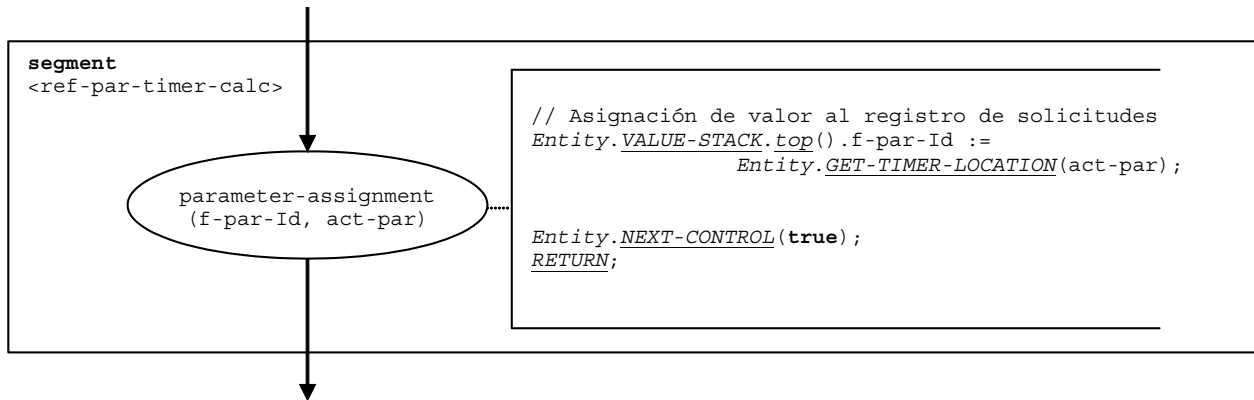 segment
<ref-par-timer-calc>
// Asignación de valor al registro de solicitudes
Entity.VALUE-STACK.top().f-par-Id :=
Entity.GET-TIMER-LOCATION(act-par);
parameter-assignment
(f-par-Id, act-par)
Entity.NEXT-CONTROL(true);
RETURN;